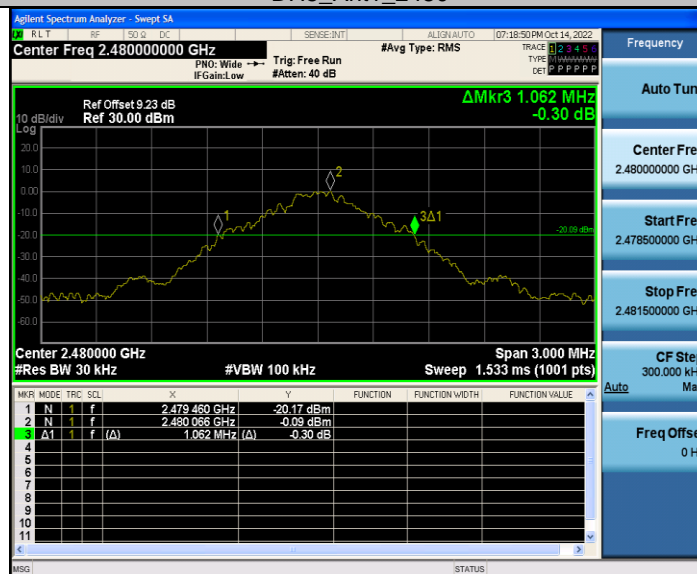 Agilent Spectrum Analyzer - Swept SA
RLT RF 50 Ω DC SENSE:INT ALIGN AUTO 07:18:50 PM Oct 14, 2022
Center Freq 2.480000000 GHz #Avg Type: RMS TRACE 1 2 3 4 5 6
PNO: Wide Trig: Free Run TYPE M
IFGain:Low #Atten: 40 dB DET P P P P P P
Frequency
ΔMkr3 1.062 MHz
-0.30 dB
Ref Offset 9.23 dB
10 dB/div Ref 30.00 dBm
Log
20.0
10.0
0.00
-10.0
-20.0
-30.0
-40.0
-50.0
-60.0
1
2
3Δ1
-20.09 dBm
Center 2.480000 GHz Span 3.000 MHz
#Res BW 30 kHz #VBW 100 kHz Sweep 1.533 ms (1001 pts)
MKR MODE TRC SCL X Y FUNCTION FUNCTION WIDTH FUNCTION VALUE
1 N 1 f 2.479 460 GHz -20.17 dBm
2 N 1 f 2.480 066 GHz -0.09 dBm
3 Δ1 1 f (Δ) 1.062 MHz (Δ) -0.30 dB
4
5
6
7
8
9
10
11
Auto Tun
Center Fre
2.480000000 GH
Start Fre
2.478500000 GH
Stop Fre
2.481500000 GH
CF Ste
300.000 kH
Auto Ma
Freq Offse
0 H
MSG STATUS